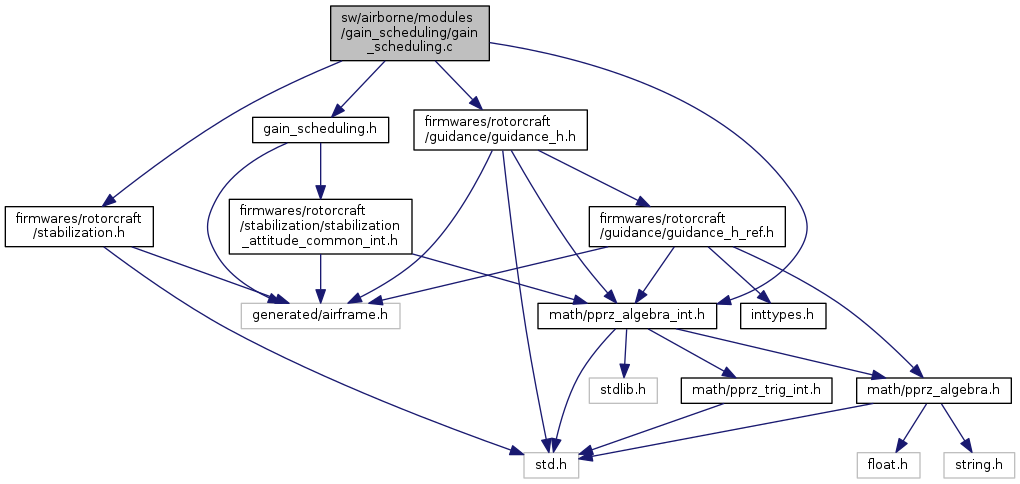 sw/airborne/modules
/gain_scheduling/gain
_scheduling.c
gain_scheduling.h
firmwares/rotorcraft
/guidance/guidance_h.h
firmwares/rotorcraft
/stabilization.h
firmwares/rotorcraft
/stabilization/stabilization
_attitude_common_int.h
firmwares/rotorcraft
/guidance/guidance_h_ref.h
generated/airframe.h
math/pprz_algebra_int.h
inttypes.h
stdlib.h
math/pprz_trig_int.h
math/pprz_algebra.h
std.h
float.h
string.h